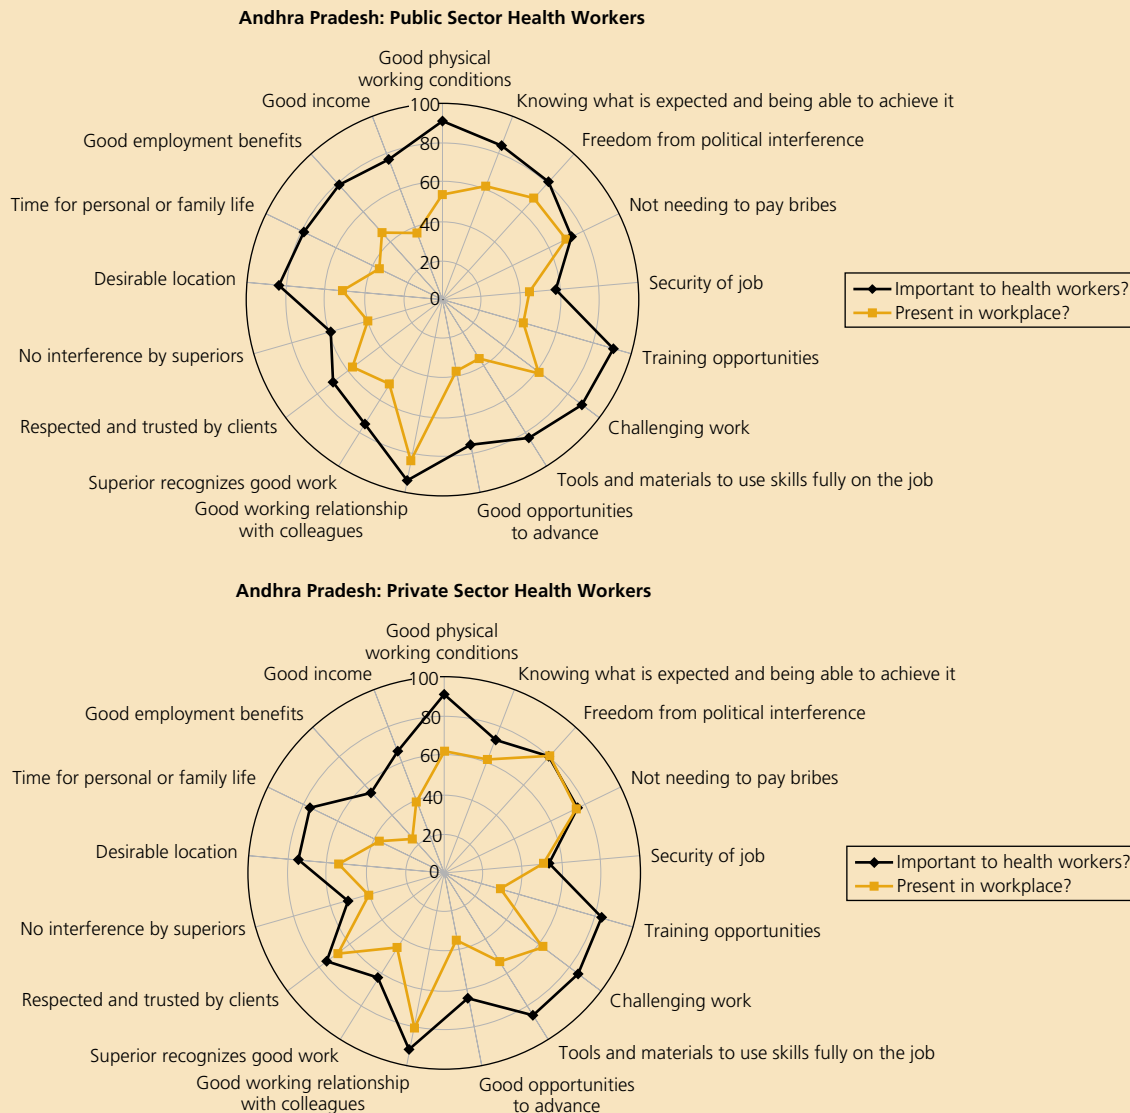 Andhra Pradesh: Public Sector Health Workers
Good physical
working conditions
Good income
Knowing what is expected and being able to achieve it
Good employment benefits
Freedom from political interference
Time for personal or family life
Not needing to pay bribes
Desirable location
Security of job
No interference by superiors
Training opportunities
Respected and trusted by clients
Challenging work
Superior recognizes good work
Tools and materials to use skills fully on the job
Good working relationship
with colleagues
Good opportunities
to advance
100
80
60
40
20
0
Important to health workers?
Present in workplace?
Andhra Pradesh: Private Sector Health Workers
Good physical
working conditions
Good income
Knowing what is expected and being able to achieve it
Good employment benefits
Freedom from political interference
Time for personal or family life
Not needing to pay bribes
Desirable location
Security of job
No interference by superiors
Training opportunities
Respected and trusted by clients
Challenging work
Superior recognizes good work
Tools and materials to use skills fully on the job
Good working relationship
with colleagues
Good opportunities
to advance
100
80
60
40
20
0
Important to health workers?
Present in workplace?